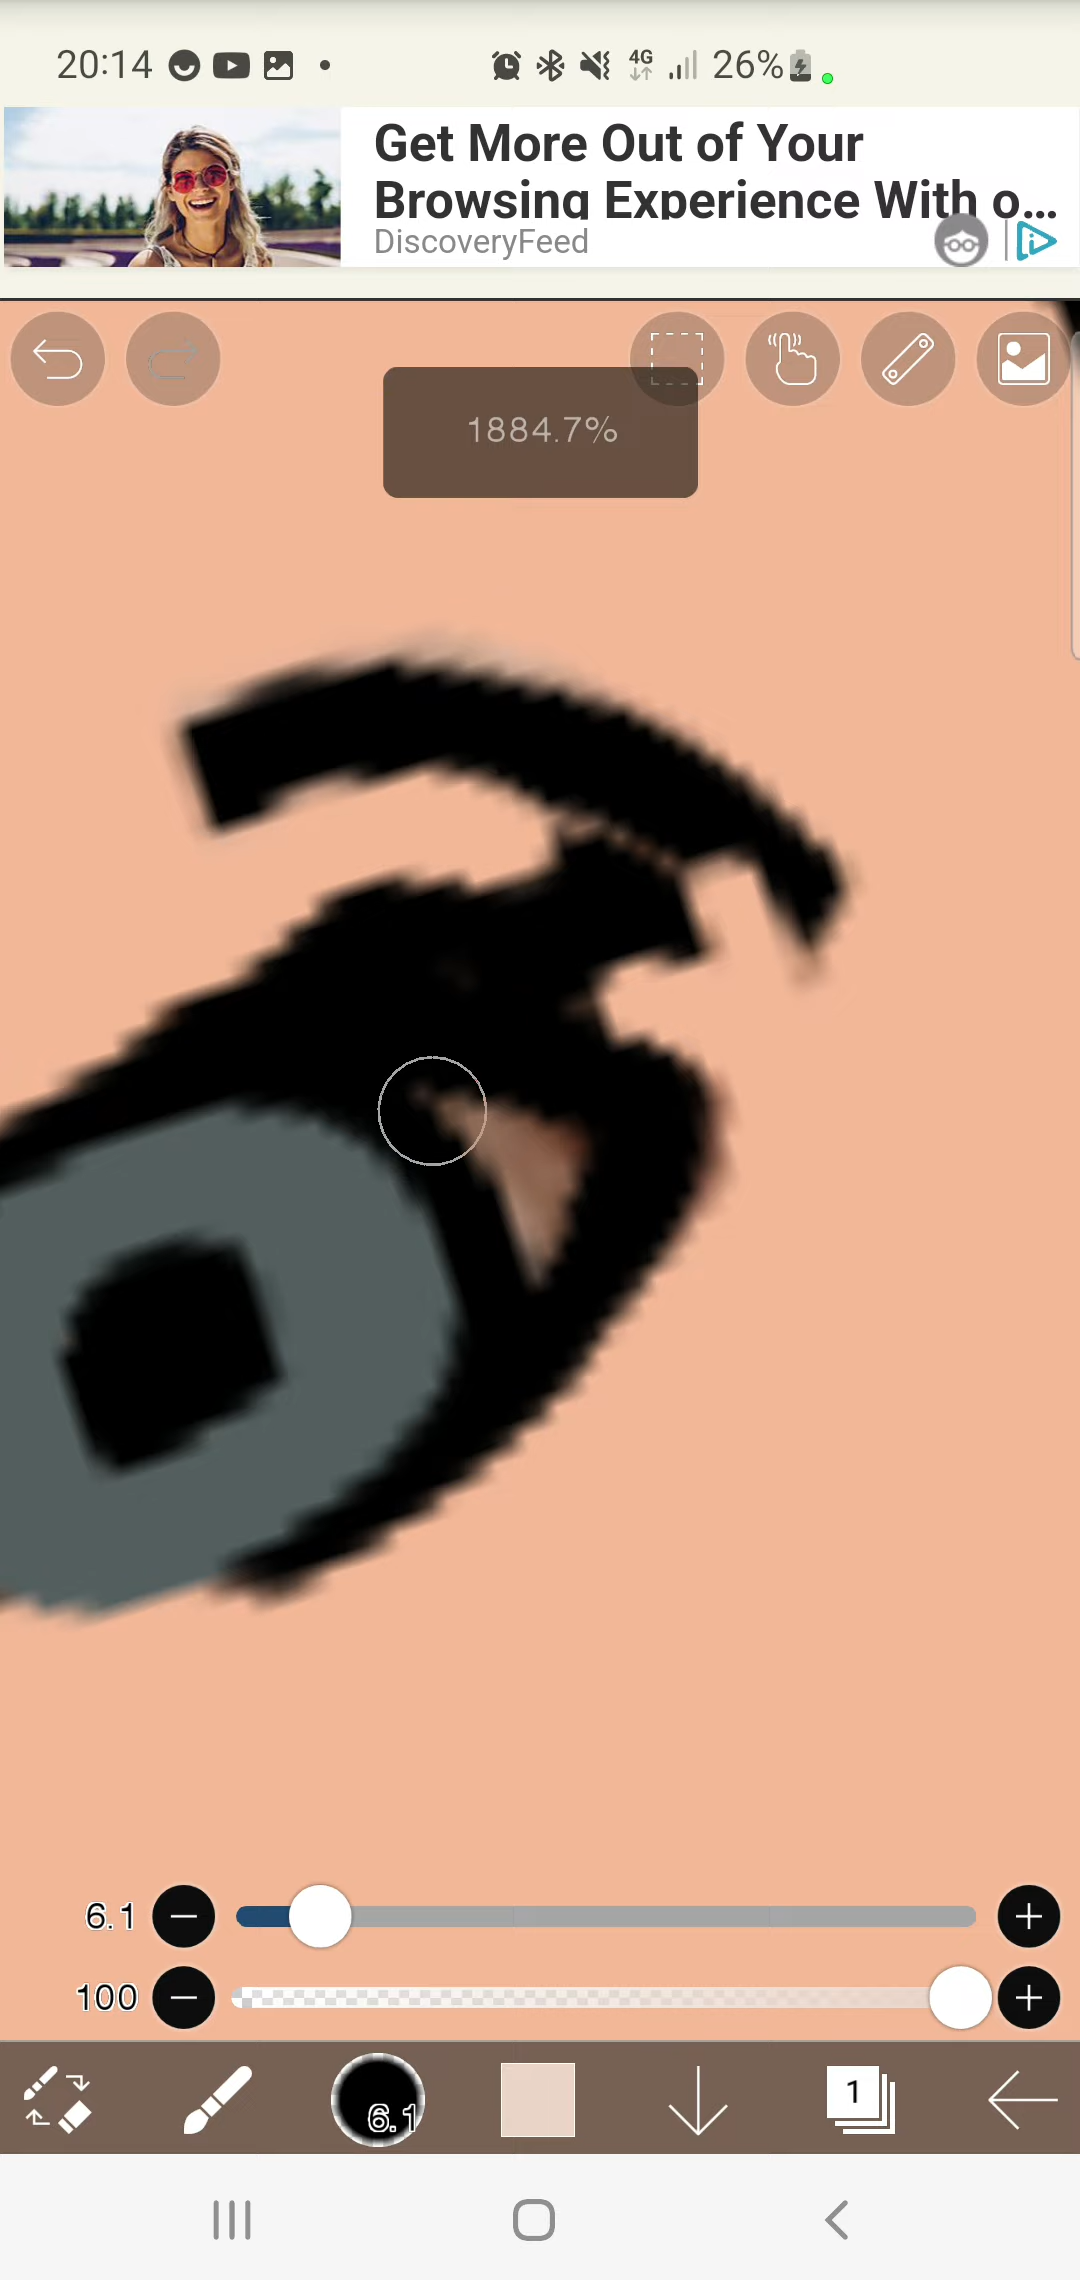 20:14
4G
26%
Get More Out of Your
Browsing Experience With o...
DiscoveryFeed
1884.7%
6.1
100
6.1
1